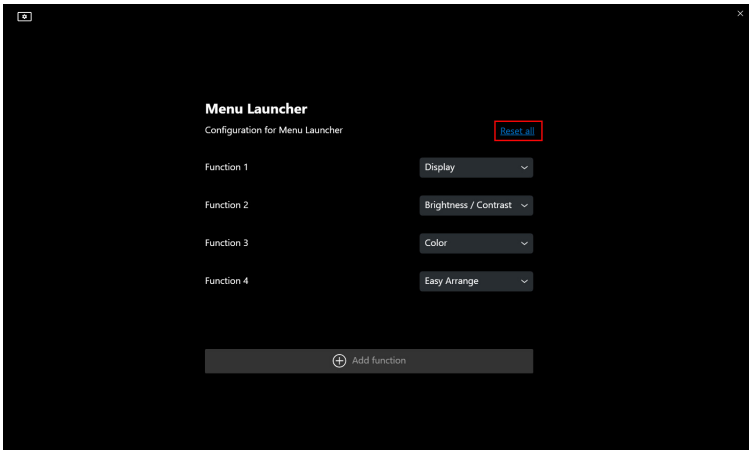 Menu Launcher
Configuration for Menu Launcher Reset all
Function 1 Display
Function 2 Brightness / Contrast
Function 3 Color
Function 4 Easy Arrange
Add function